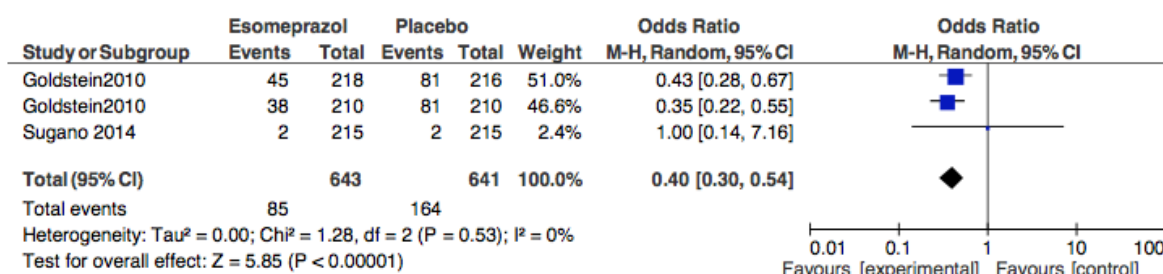 Esomeprazol Placebo Odds Ratio Odds Ratio
Study or Subgroup Events Total Events Total Weight M-H, Random, 95% CI M-H, Random, 95% CI
Goldstein2010 45 218 81 216 51.0% 0.43 [0.28, 0.67]
Goldstein2010 38 210 81 210 46.6% 0.35 [0.22, 0.55]
Sugano 2014 2 215 2 215 2.4% 1.00 [0.14, 7.16]
Total (95% CI) 643 641 100.0% 0.40 [0.30, 0.54]
Total events 85 164
Heterogeneity: Tau² = 0.00; Chi² = 1.28, df = 2 (P = 0.53); I² = 0%
Test for overall effect: Z = 5.85 (P < 0.00001)
0.01 0.1 1 10 100
Favours [experimental] Favours [control]